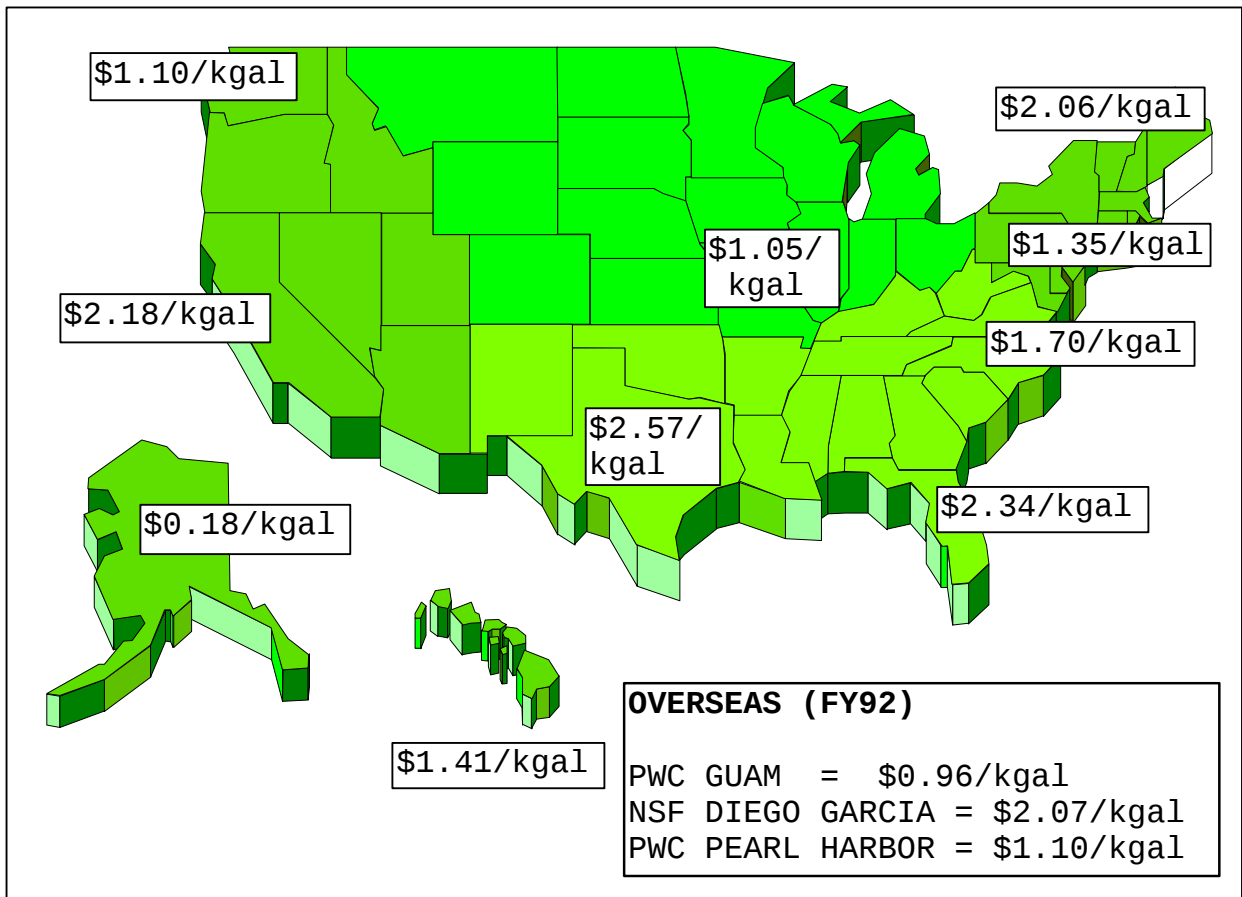 $1.10/kgal
$2.06/kgal
$1.05/
kgal
$1.35/kgal
$2.18/kgal
$1.70/kgal
$2.57/
kgal
$0.18/kgal
$2.34/kgal
$1.41/kgal
OVERSEAS (FY92)
PWC GUAM = $0.96/kgal
NSF DIEGO GARCIA = $2.07/kgal
PWC PEARL HARBOR = $1.10/kgal